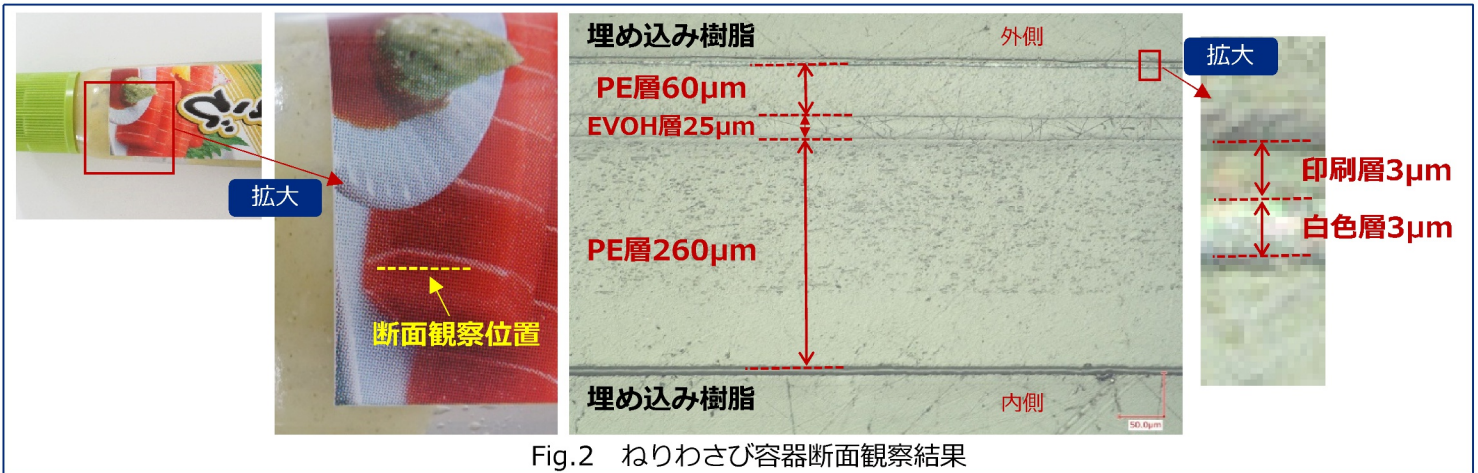 拡大
断面観察位置
埋め込み樹脂
外側
PE層60μm
EVOH層25μm
PE層260μm
埋め込み樹脂
内側
50.0μm
拡大
印刷層3μm
白色層3μm
Fig.2 ねりわさび容器断面観察結果